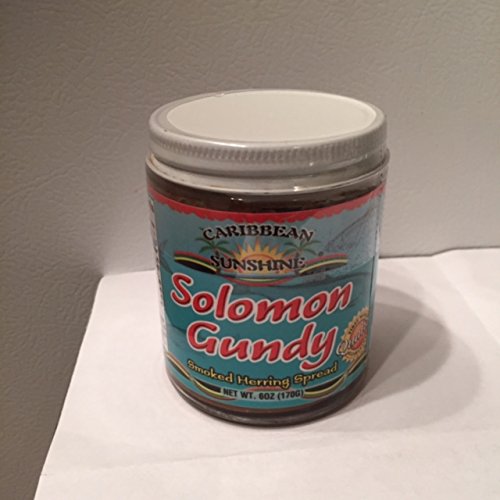 CARIBBEAN
SUNSHINE
Solomon
Gundy
Smoked Herring Spread
NET WT. 6OZ (170G)